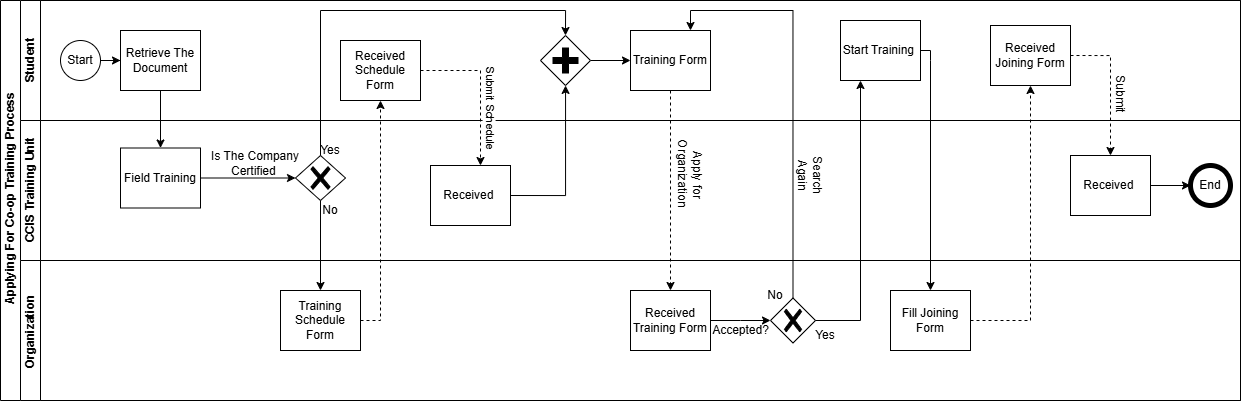 Applying For Co-op Training Process
Student
CCIS Training Unit
Organization
Start
Retrieve The
Document
Field Training
Is The Company
Certified
Yes
No
Training
Schedule
Form
Received
Schedule
Form
Submit Schedule
Received
Training Form
Apply for
Organization
Received
Training Form
Accepted?
No
Yes
Search
Again
Start Training
Fill Joining
Form
Received
Joining Form
Submit
Received
End